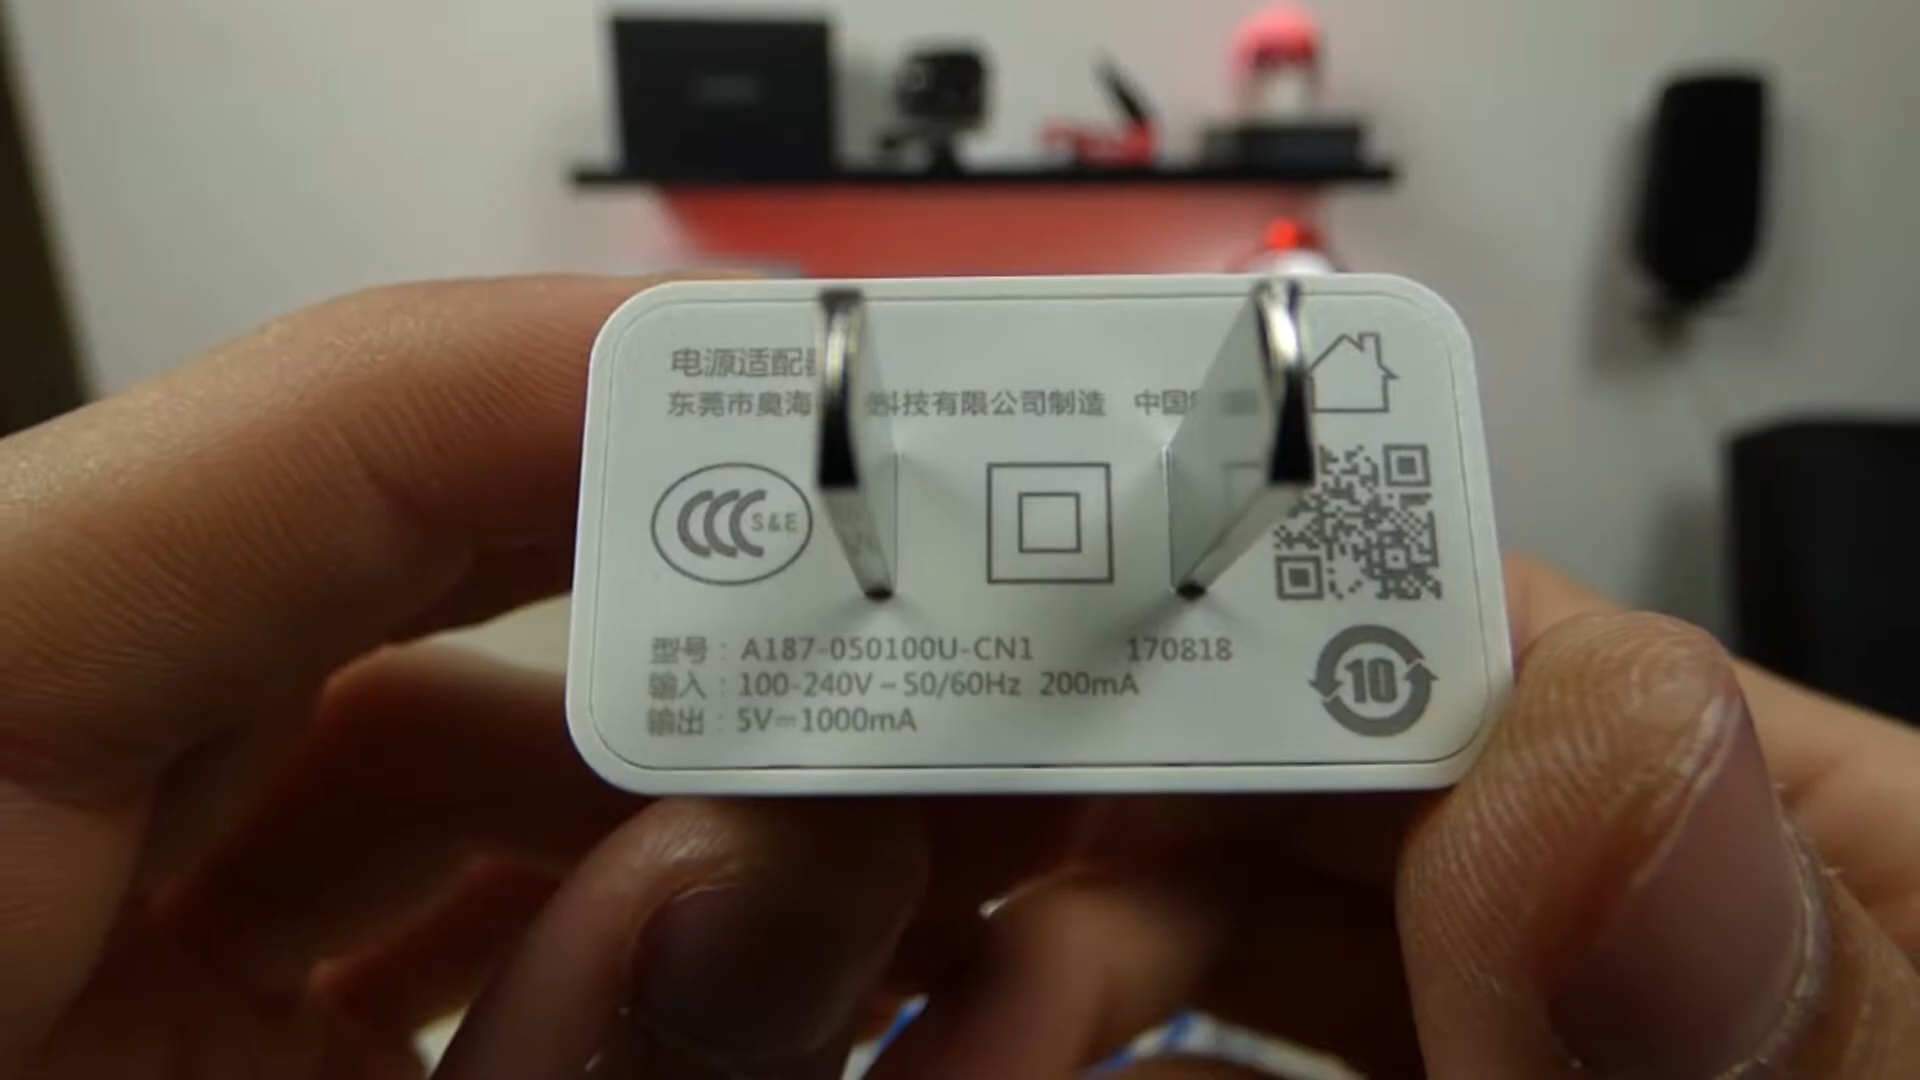 电源适配
东莞市奥海 科技有限公司制造 中国
CCC S&E
型号：A187-050100U-CN1 170818
输入：100-240V~50/60Hz 200mA
输出：5V⎓1000mA
10